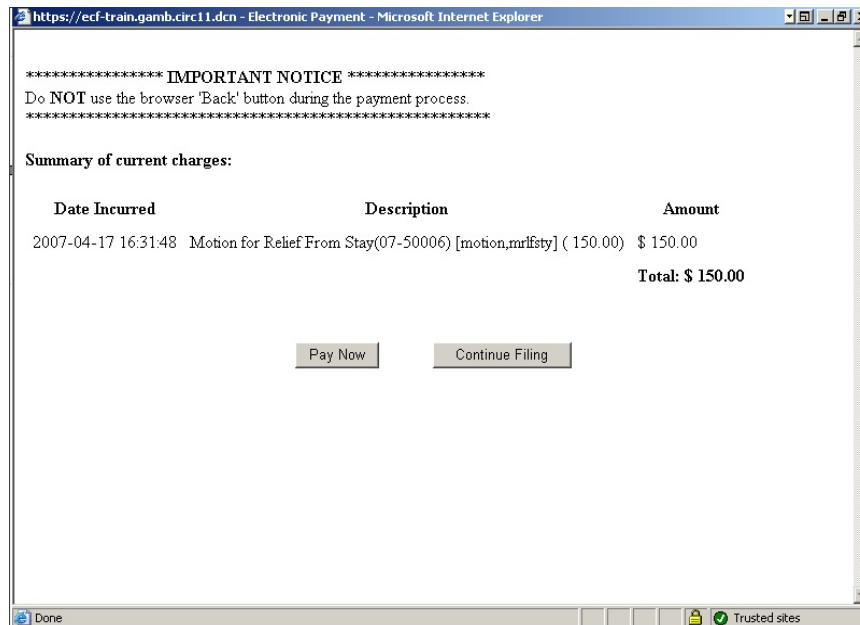 https://ecf-train.gamb.circ11.dcn - Electronic Payment - Microsoft Internet Explorer
**************** IMPORTANT NOTICE ****************
Do NOT use the browser 'Back' button during the payment process.
******************************************************
Summary of current charges:
Date Incurred Description Amount
2007-04-17 16:31:48 Motion for Relief From Stay(07-50006) [motion,mrlfsty] ( 150.00) $ 150.00
Total: $ 150.00
Pay Now Continue Filing
Done Trusted sites